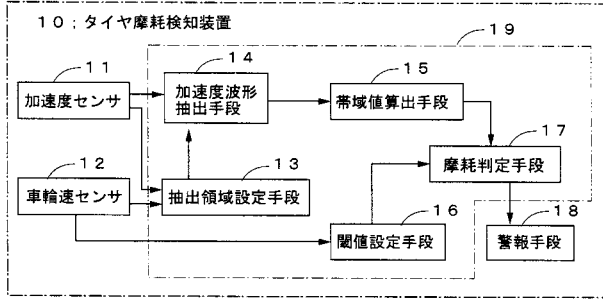 １０；タイヤ摩耗検知装置
１９
１１
加速度センサ
１４
加速度波形
抽出手段
１５
帯域値算出手段
１７
摩耗判定手段
１２
車輪速センサ
１３
抽出領域設定手段
１６
閾値設定手段
１８
警報手段